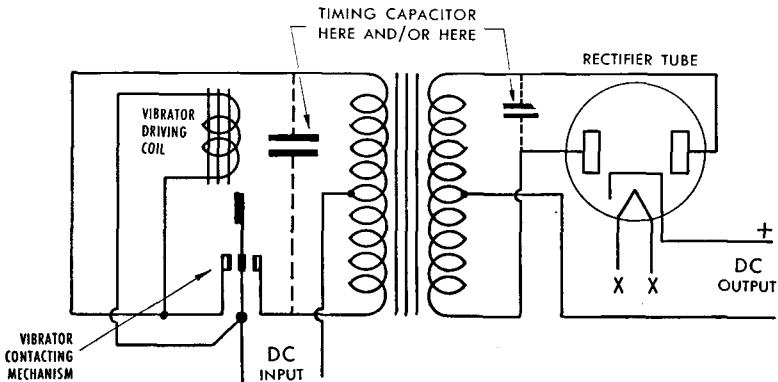 TIMING CAPACITOR
HERE AND/OR HERE
RECTIFIER TUBE
VIBRATOR
DRIVING
COIL
+
DC
OUTPUT
X X
VIBRATOR
CONTACTING
MECHANISM
DC
INPUT